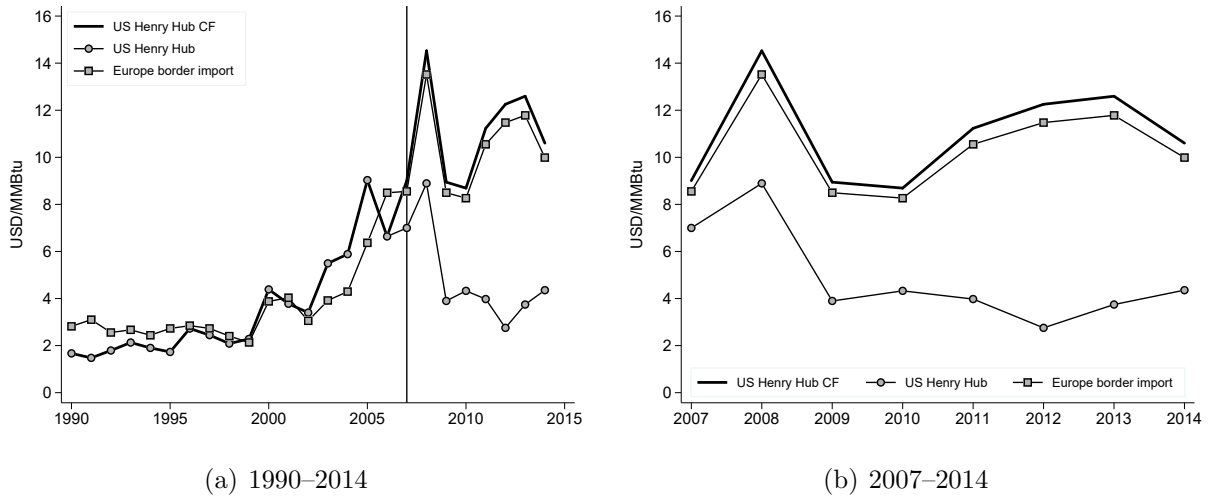 16
14
12
10
8
6
4
2
0
USD/MMBtu
US Henry Hub CF
US Henry Hub
Europe border import
1990 1995 2000 2005 2010 2015
(a) 1990–2014
16
14
12
10
8
6
4
2
0
USD/MMBtu
US Henry Hub CF US Henry Hub Europe border import
2007 2008 2009 2010 2011 2012 2013 2014
(b) 2007–2014